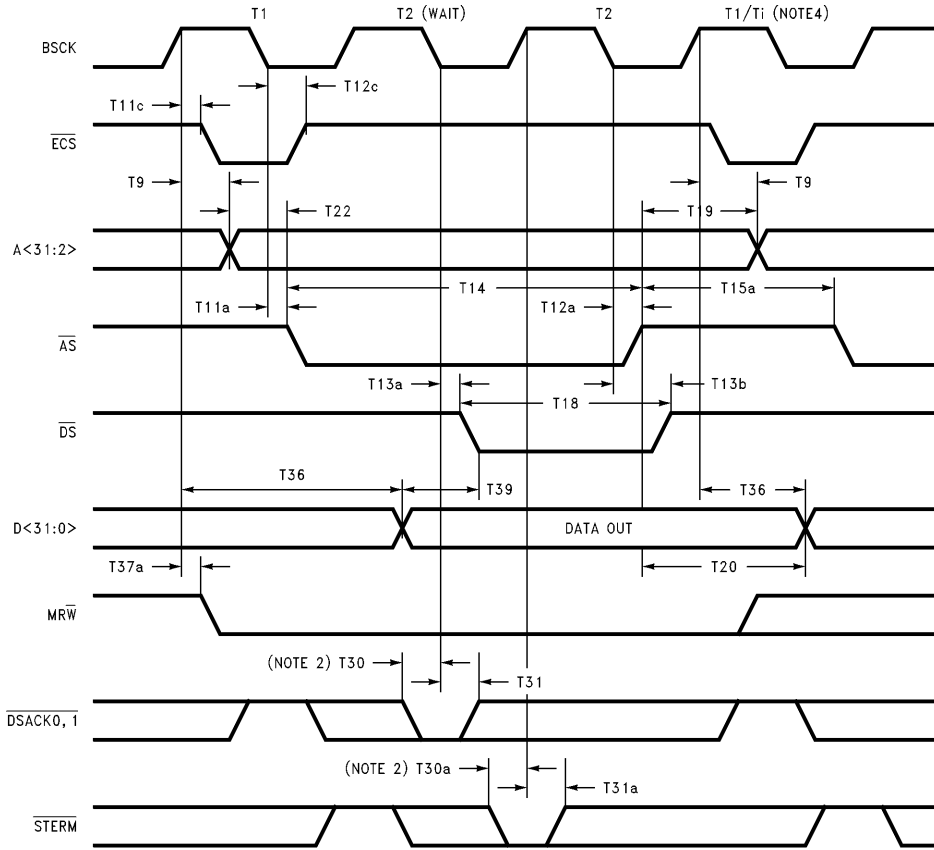 T1 T2 (WAIT) T2 T1/Ti (NOTE4)
BSCK
T12c
T11c
ECS
T9 T9
T22 T19
A<31:2>
T14 T15a
T11a T12a
AS
T13a T13b
T18
DS
T36 T39 T36
D<31:0> DATA OUT
T37a T20
MRW
(NOTE 2) T30
T31
DSACK0, 1
(NOTE 2) T30a
T31a
STERM